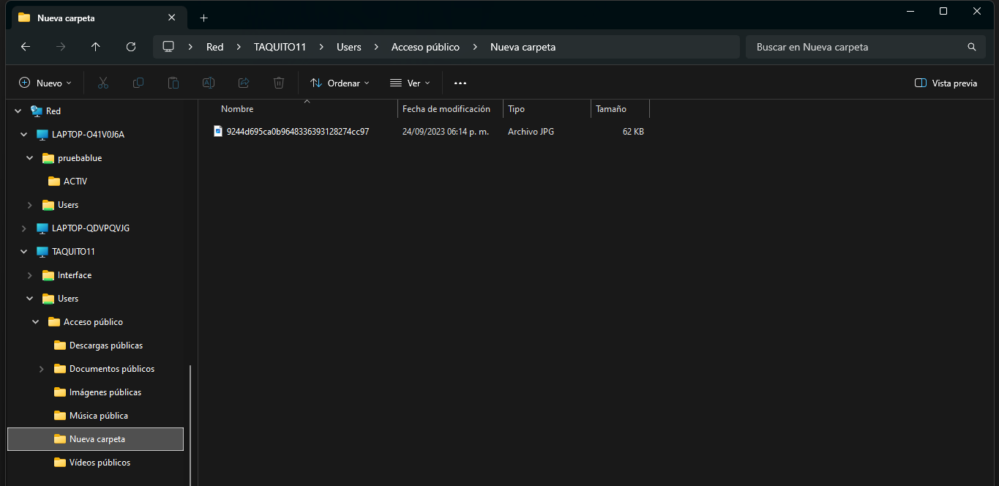 Nueva carpeta
Red > TAQUITO11 > Users > Acceso público > Nueva carpeta
Buscar en Nueva carpeta
Nuevo
Ordenar
Ver
Vista previa
Nombre
Fecha de modificación
Tipo
Tamaño
9244d695ca0b9648336393128274cc97
24/09/2023 06:14 p. m.
Archivo JPG
62 KB
Red
LAPTOP-O41V0J6A
pruebablue
ACTIV
Users
LAPTOP-QDVPQVJG
TAQUITO11
Interface
Users
Acceso público
Descargas públicas
Documentos públicos
Imágenes públicas
Música pública
Nueva carpeta
Vídeos públicos